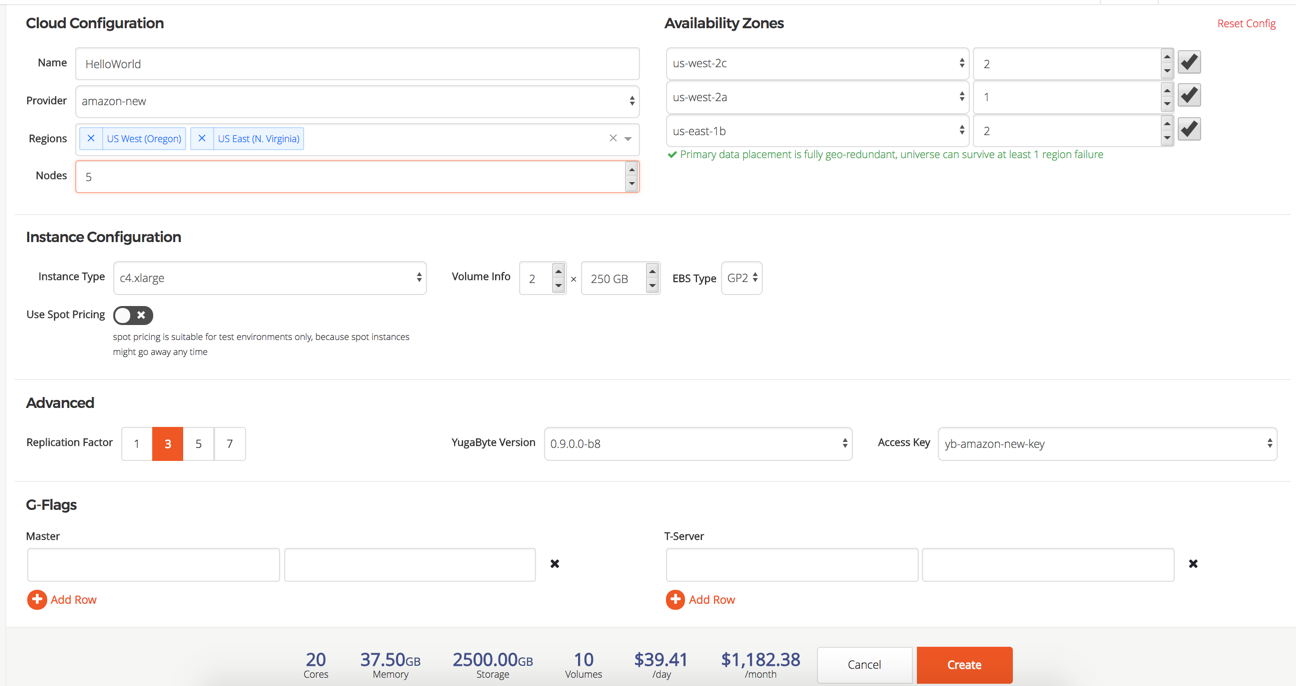 Cloud Configuration
Name HelloWorld
Provider amazon-new
Regions × US West (Oregon) × US East (N. Virginia) ×
Nodes 5
Availability Zones
Reset Config
us-west-2c 2
us-west-2a 1
us-east-1b 2
Primary data placement is fully geo-redundant, universe can survive at least 1 region failure
Instance Configuration
Instance Type c4.xlarge
Volume Info 2 × 250 GB EBS Type GP2
Use Spot Pricing
spot pricing is suitable for test environments only, because spot instances
might go away any time
Advanced
Replication Factor 1 3 5 7
YugaByte Version 0.9.0.0-b8
Access Key yb-amazon-new-key
G-Flags
Master
Add Row
T-Server
Add Row
20 Cores
37.50GB Memory
2500.00GB Storage
10 Volumes
$39.41 /day
$1,182.38 /month
Cancel
Create